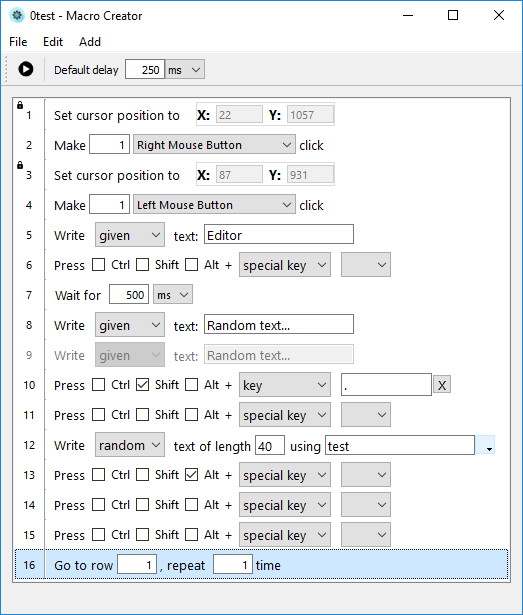 0test - Macro Creator
File Edit Add
Default delay 250 ms
1 Set cursor position to X: 22 Y: 1057
2 Make 1 Right Mouse Button click
3 Set cursor position to X: 87 Y: 931
4 Make 1 Left Mouse Button click
5 Write given text: Editor
6 Press Ctrl Shift Alt + special key
7 Wait for 500 ms
8 Write given text: Random text...
9 Write given text: Random text...
10 Press Ctrl Shift Alt + key . X
11 Press Ctrl Shift Alt + special key
12 Write random text of length 40 using test
13 Press Ctrl Shift Alt + special key
14 Press Ctrl Shift Alt + special key
15 Press Ctrl Shift Alt + special key
16 Go to row 1 , repeat 1 time